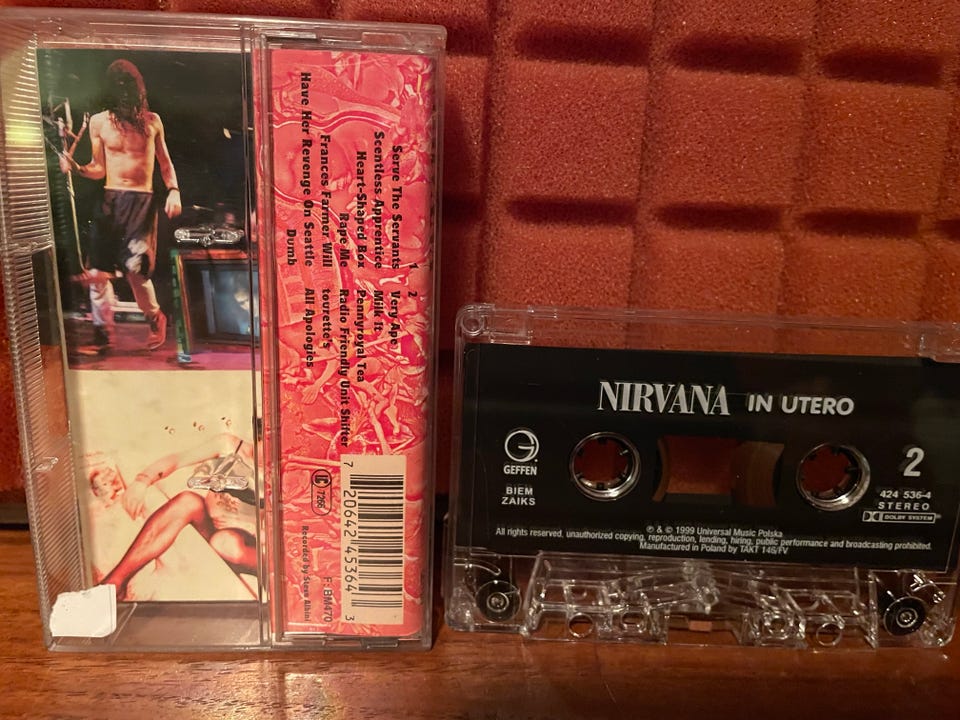 1
Serve The Servants
Scentless Apprentice
Heart-Shaped Box
Rape Me
Frances Farmer Will
Have Her Revenge On Seattle
Dumb
2
Very Ape
Milk It
Pennyroyal Tea
Radio Friendly Unit Shifter
tourette's
All Apologies
7 20642 45364 3
LC 7266
F: BM470
Recorded by Steve Albini
NIRVANA IN UTERO
GEFFEN
BIEM
ZAIKS
2
424 536-4
STEREO
DOLBY SYSTEM
℗ & © 1999 Universal Music Polska
All rights reserved, unauthorized copying, reproduction, lending, hiring, public performance and broadcasting prohibited.
Manufactured in Poland by TAKT 146/FV